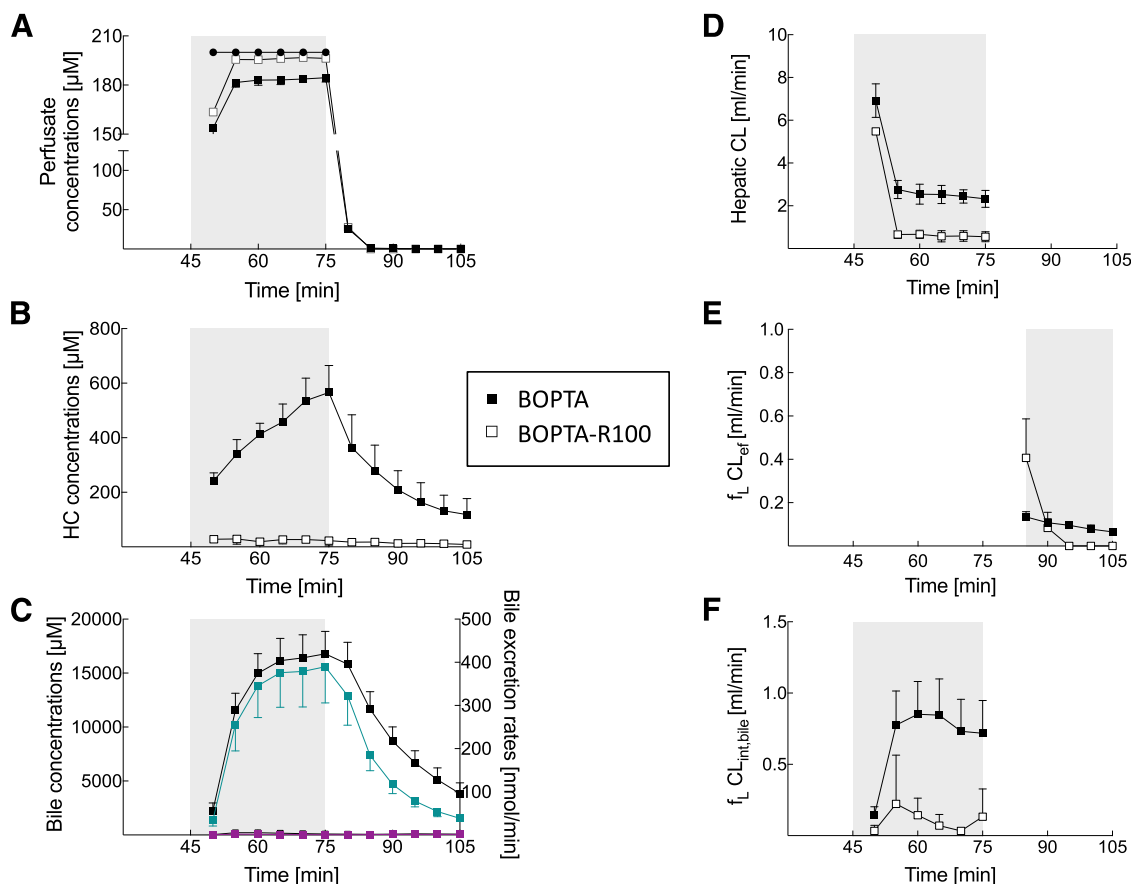 A
Perfusate
concentrations [µM]
210
180
150
100
50
45 60 75 90 105
Time [min]
B
HC concentrations [µM]
800
600
400
200
45 60 75 90 105
Time [min]
BOPTA
BOPTA-R100
C
Bile concentrations [µM]
20000
15000
10000
5000
Bile excretion rates [nmol/min]
500
400
300
200
100
45 60 75 90 105
Time [min]
D
Hepatic CL [ml/min]
10
8
6
4
2
45 60 75 90 105
Time [min]
E
f_L CL_ef [ml/min]
1.0
0.8
0.6
0.4
0.2
45 60 75 90 105
Time [min]
F
f_L CL_int,bile [ml/min]
1.5
1.0
0.5
45 60 75 90 105
Time [min]